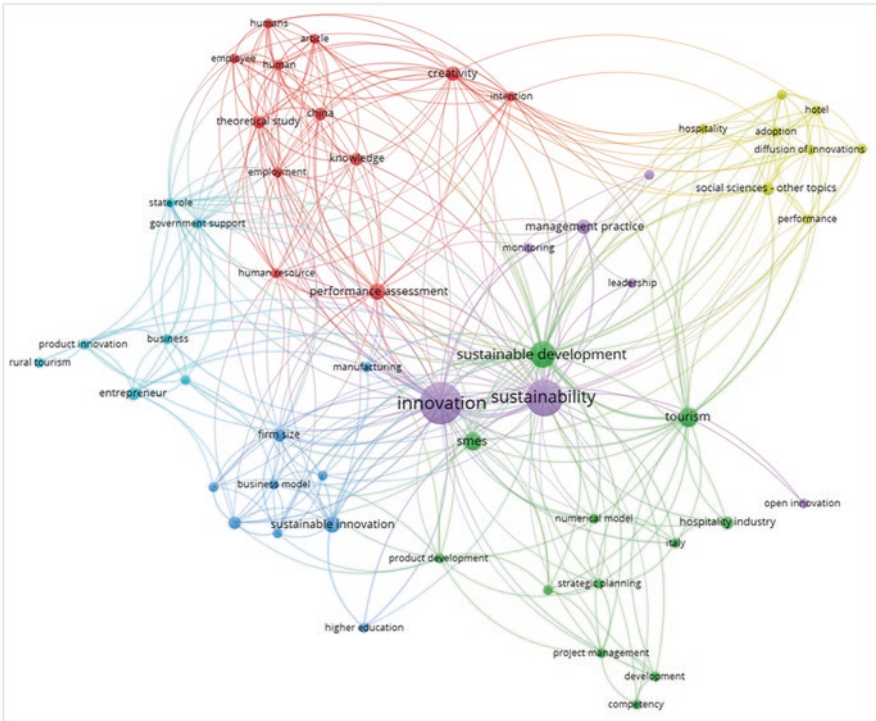 humans
article
employee
human
creativity
intention
hotel
china
theoretical study
hospitality
adoption
diffusion of innovations
knowledge
employment
social sciences - other topics
state role
government support
performance
management practice
monitoring
human resource
leadership
performance assessment
product innovation
business
sustainable development
rural tourism
manufacturing
entrepreneur
innovation
sustainability
tourism
firm size
smes
business model
open innovation
sustainable innovation
numerical model
hospitality industry
italy
product development
strategic planning
higher education
project management
development
competency